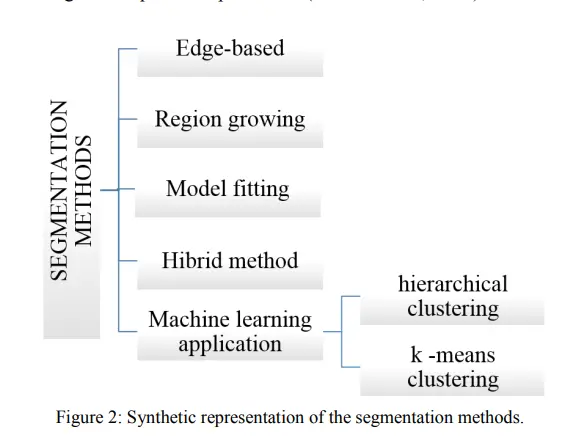 SEGMENTATION
METHODS
Edge-based
Region growing
Model fitting
Hibrid method
Machine learning
application
hierarchical
clustering
k -means
clustering
Figure 2: Synthetic representation of the segmentation methods.